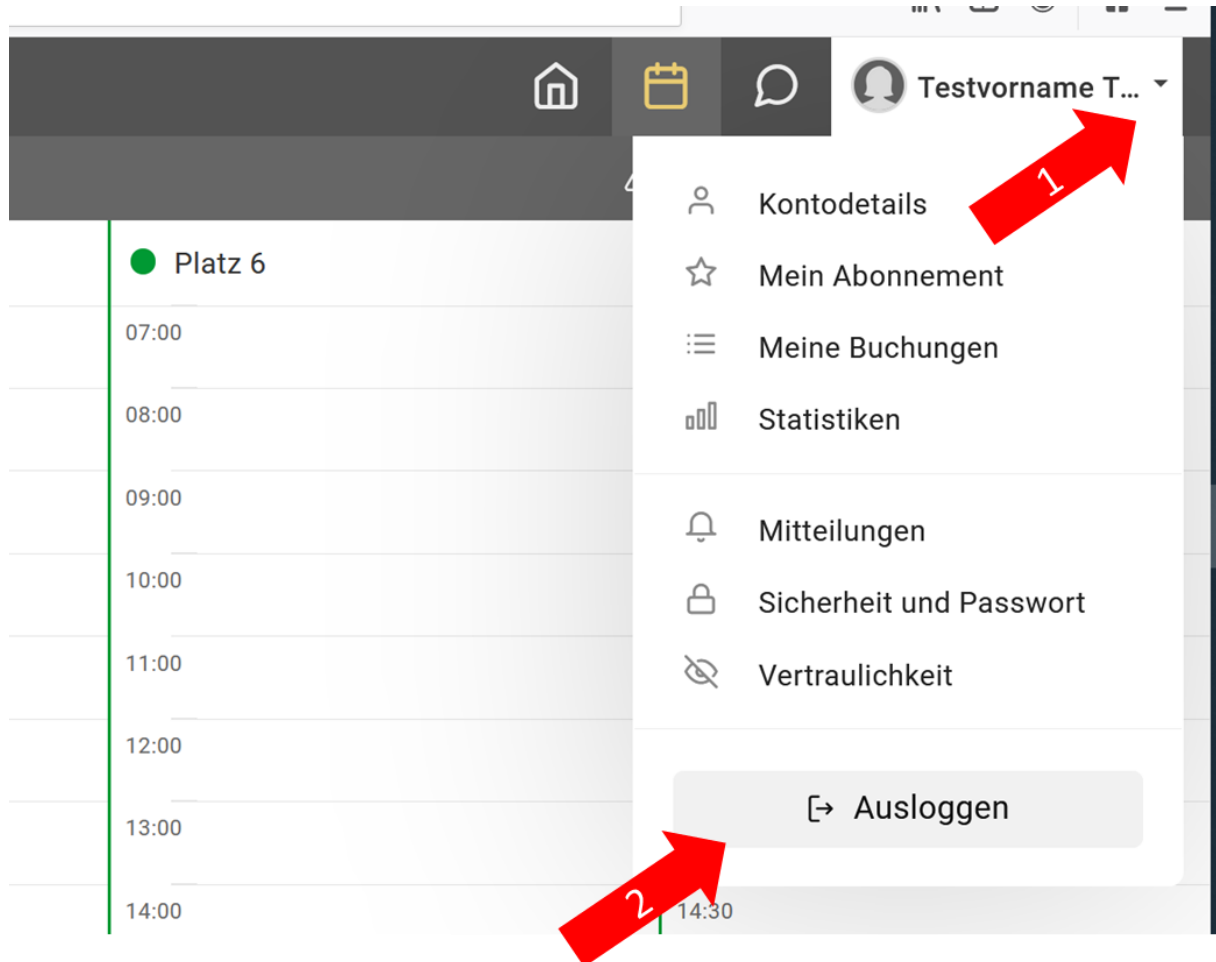 Testvorname T...
1
Kontodetails
Mein Abonnement
Meine Buchungen
Statistiken
Mitteilungen
Sicherheit und Passwort
Vertraulichkeit
Ausloggen
2
Platz 6
07:00
08:00
09:00
10:00
11:00
12:00
13:00
14:00
14:30